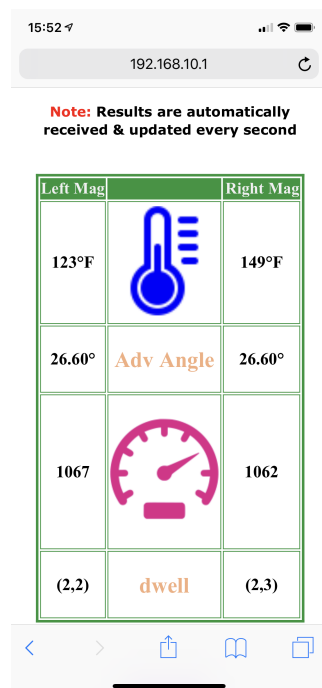 15:52
192.168.10.1
Note: Results are automatically
received & updated every second
Left Mag Right Mag
123°F 149°F
26.60° Adv Angle 26.60°
1067 1062
(2,2) dwell (2,3)